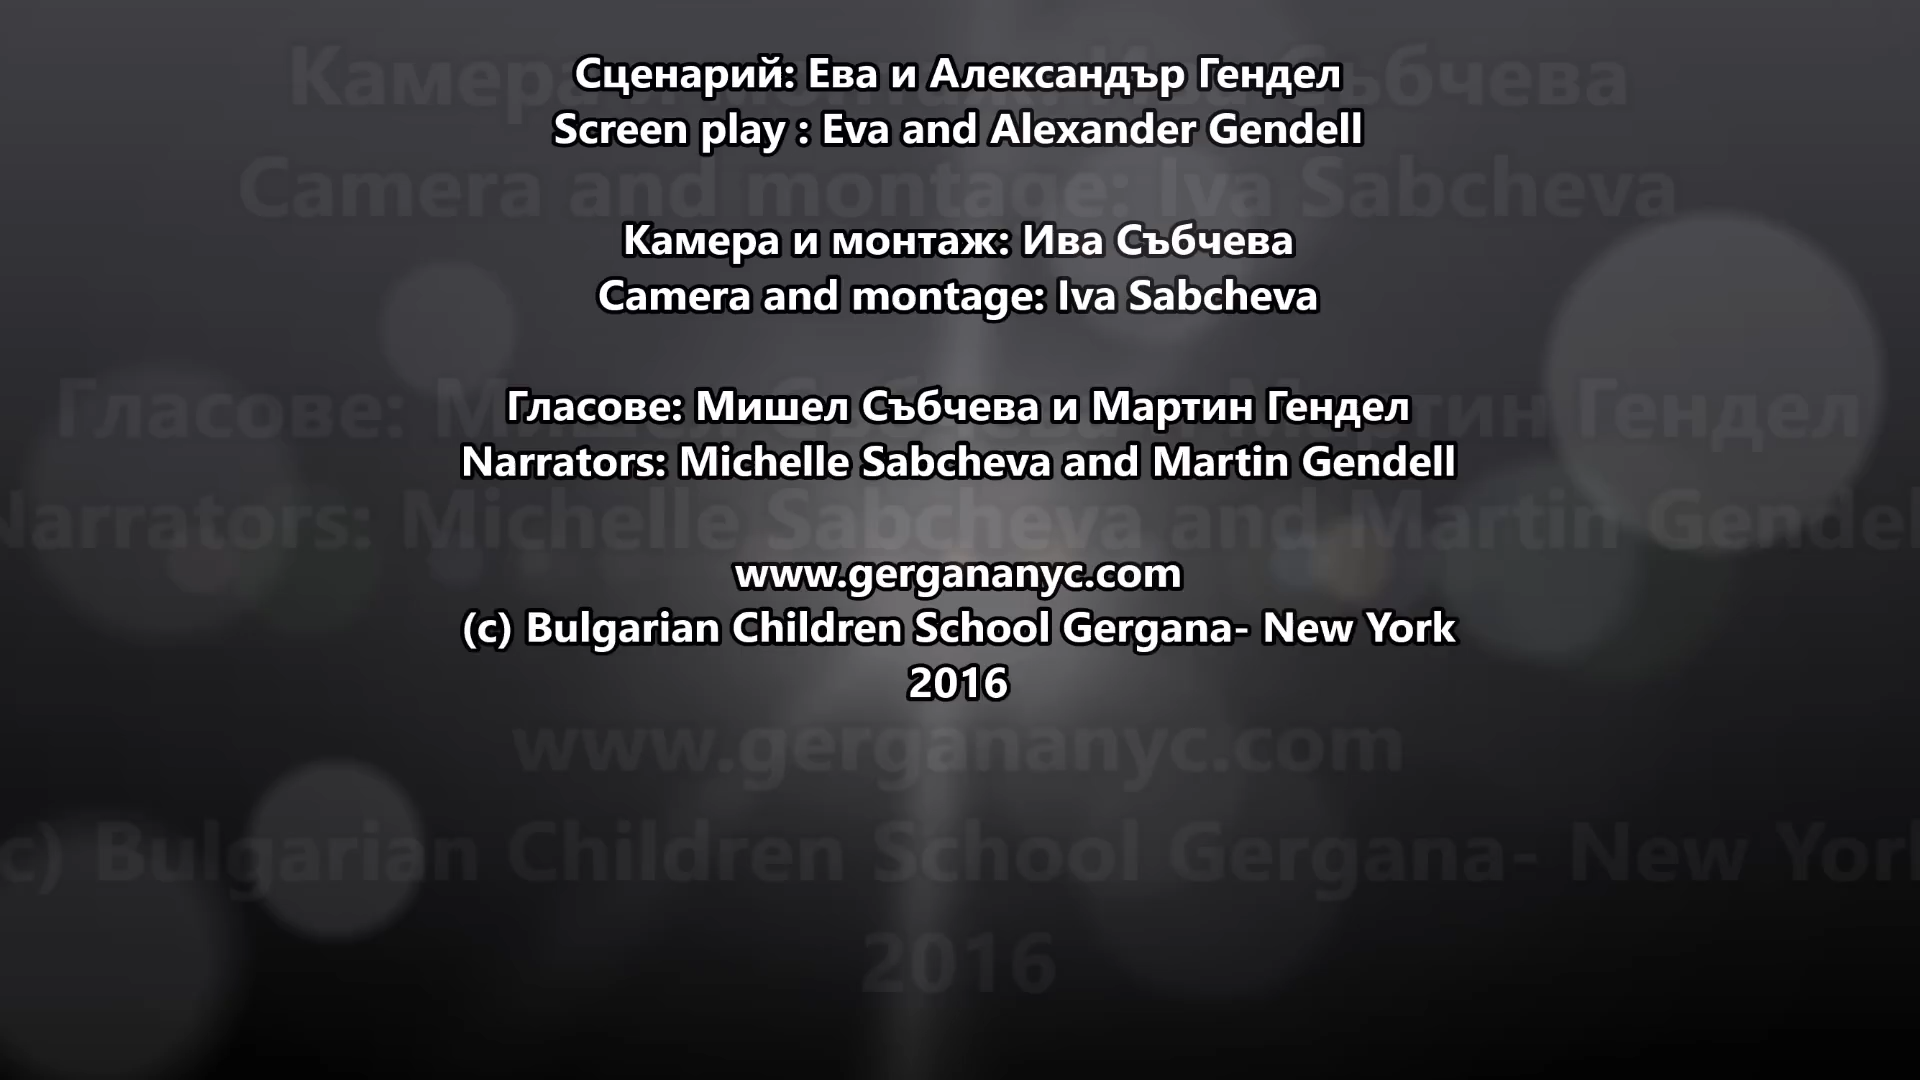 Сценарий: Ева и Александър Гендел
Screen play : Eva and Alexander Gendell
Камера и монтаж: Ива Събчева
Camera and montage: Iva Sabcheva
Гласове: Мишел Събчева и Мартин Гендел
Narrators: Michelle Sabcheva and Martin Gendell
www.gergananyc.com
(c) Bulgarian Children School Gergana- New York
2016